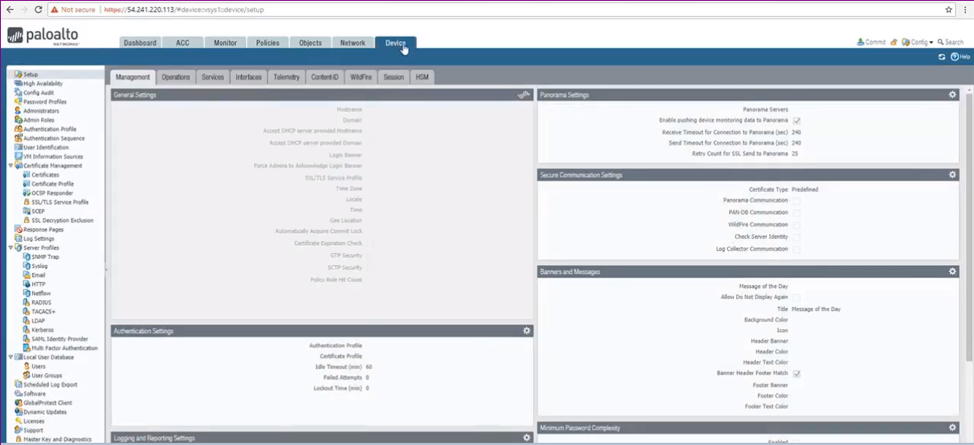 Not secure | https://54.241.220.113/#device:vsys1:device/setup
paloalto
NETWORKS
Dashboard ACC Monitor Policies Objects Network Device
Commit Config Search
Help
Setup
High Availability
Config Audit
Password Profiles
Administrators
Admin Roles
Authentication Profile
Authentication Sequence
User Identification
VM Information Sources
Certificate Management
Certificates
Certificate Profile
OCSP Responder
SSL/TLS Service Profile
SCEP
SSL Decryption Exclusion
Response Pages
Log Settings
Server Profiles
SNMP Trap
Syslog
Email
HTTP
Netflow
RADIUS
TACACS+
LDAP
Kerberos
SAML Identity Provider
Multi Factor Authentication
Local User Database
Users
User Groups
Scheduled Log Export
Software
GlobalProtect Client
Dynamic Updates
Licenses
Support
Master Key and Diagnostics
Management Operations Services Interfaces Telemetry Content-ID WildFire Session HSM
General Settings
Hostname
Domain
Accept DHCP server provided Hostname
Accept DHCP server provided Domain
Login Banner
Force Admins to Acknowledge Login Banner
SSL/TLS Service Profile
Time Zone
Locale
Time
Geo Location
Automatically Acquire Commit Lock
Certificate Expiration Check
GTP Security
SCTP Security
Policy Rule Hit Count
Authentication Settings
Authentication Profile
Certificate Profile
Idle Timeout (min) 60
Failed Attempts 0
Lockout Time (min) 0
Logging and Reporting Settings
Panorama Settings
Panorama Servers
Enable pushing device monitoring data to Panorama
Receive Timeout for Connection to Panorama (sec) 240
Send Timeout for Connection to Panorama (sec) 240
Retry Count for SSL Send to Panorama 25
Secure Communication Settings
Certificate Type Predefined
Panorama Communication
PAN-DB Communication
WildFire Communication
Check Server Identity
Log Collector Communication
Banners and Messages
Message of the Day
Allow Do Not Display Again
Title Message of the Day
Background Color
Icon
Header Banner
Header Color
Header Text Color
Banner Header Footer Match
Footer Banner
Footer Color
Footer Text Color
Minimum Password Complexity
Enabled